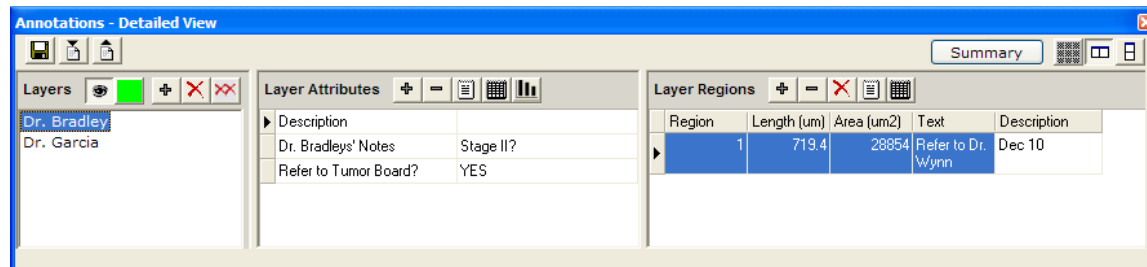 Annotations - Detailed View
Summary
Layers
Dr. Bradley
Dr. Garcia
Layer Attributes
Description
Dr. Bradleys' Notes Stage II?
Refer to Tumor Board? YES
Layer Regions
Region Length (um) Area (um2) Text Description
1 719.4 28854 Refer to Dr. Dec 10
Wynn